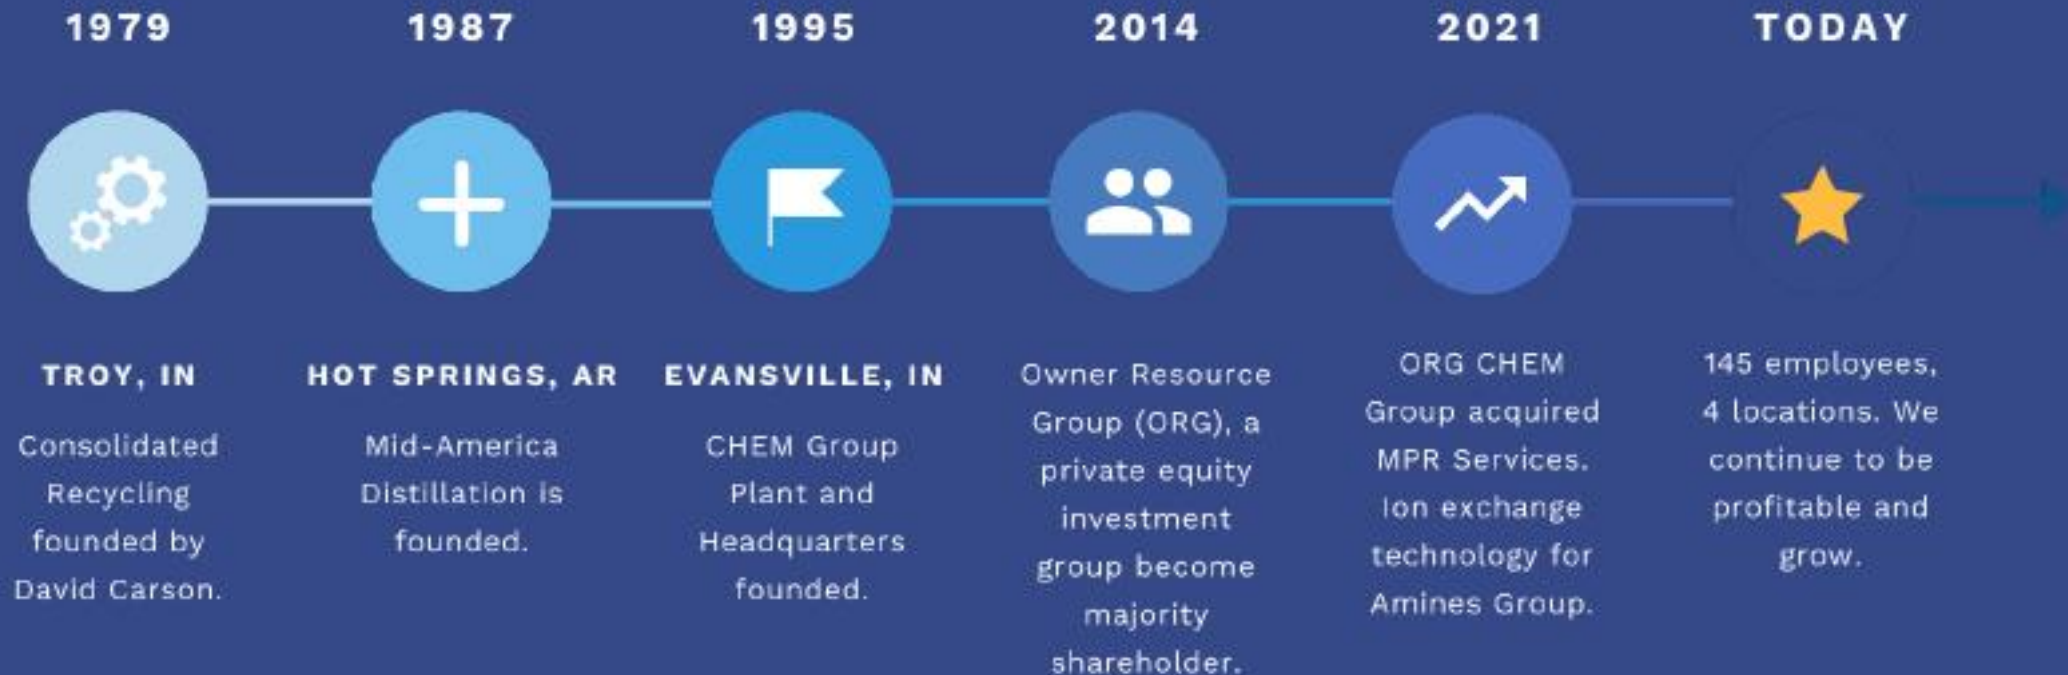 1979
TROY, IN
Consolidated
Recycling
founded by
David Carson.
1987
HOT SPRINGS, AR
Mid-America
Distillation is
founded.
1995
EVANSVILLE, IN
CHEM Group
Plant and
Headquarters
founded.
2014
Owner Resource
Group (ORG), a
private equity
investment
group become
majority
shareholder.
2021
ORG CHEM
Group acquired
MPR Services.
Ion exchange
technology for
Amines Group.
TODAY
145 employees,
4 locations. We
continue to be
profitable and
grow.